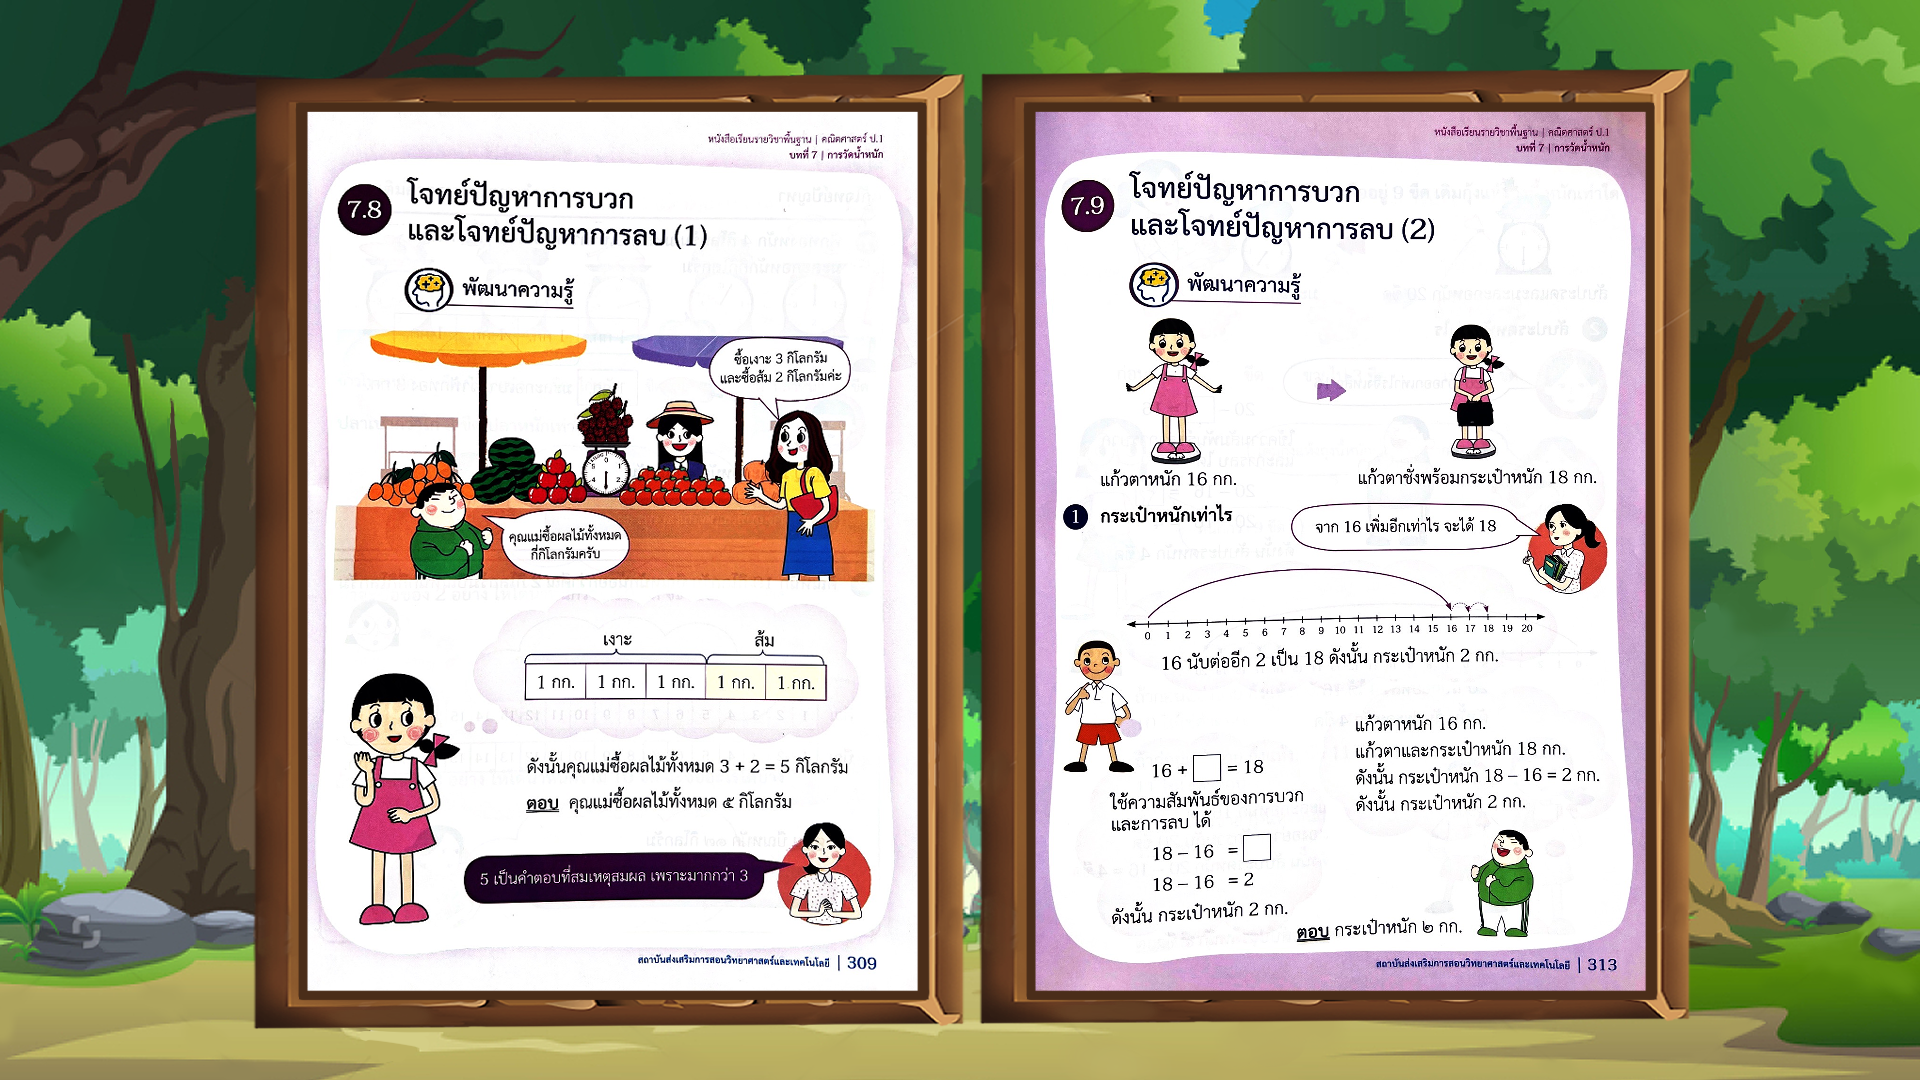 หนังสือเรียนรายวิชาพื้นฐาน | คณิตศาสตร์ ป.1
บทที่ 7 | การวัดน้ำหนัก
7.8
โจทย์ปัญหาการบวก
และโจทย์ปัญหาการลบ (1)
พัฒนาความรู้
ซื้อเงาะ 3 กิโลกรัม
และซื้อส้ม 2 กิโลกรัมค่ะ
คุณแม่ซื้อผลไม้ทั้งหมด
กี่กิโลกรัมครับ
เงาะ ส้ม
1 กก. 1 กก. 1 กก. 1 กก. 1 กก.
ดังนั้นคุณแม่ซื้อผลไม้ทั้งหมด 3 + 2 = 5 กิโลกรัม
ตอบ คุณแม่ซื้อผลไม้ทั้งหมด ๕ กิโลกรัม
5 เป็นคำตอบที่สมเหตุสมผล เพราะมากกว่า 3
สถาบันส่งเสริมการสอนวิทยาศาสตร์และเทคโนโลยี | 309
หนังสือเรียนรายวิชาพื้นฐาน | คณิตศาสตร์ ป.1
บทที่ 7 | การวัดน้ำหนัก
7.9
โจทย์ปัญหาการบวก
และโจทย์ปัญหาการลบ (2)
พัฒนาความรู้
แก้วตาหนัก 16 กก.
แก้วตาชั่งพร้อมกระเป๋าหนัก 18 กก.
1 กระเป๋าหนักเท่าไร
จาก 16 เพิ่มอีกเท่าไร จะได้ 18
0 1 2 3 4 5 6 7 8 9 10 11 12 13 14 15 16 17 18 19 20
16 นับต่ออีก 2 เป็น 18 ดังนั้น กระเป๋าหนัก 2 กก.
16 + □ = 18
ใช้ความสัมพันธ์ของการบวก
และการลบ ได้
18 – 16 = □
18 – 16 = 2
ดังนั้น กระเป๋าหนัก 2 กก.
แก้วตาหนัก 16 กก.
แก้วตาและกระเป๋าหนัก 18 กก.
ดังนั้น กระเป๋าหนัก 18 – 16 = 2 กก.
ดังนั้น กระเป๋าหนัก 2 กก.
ตอบ กระเป๋าหนัก ๒ กก.
สถาบันส่งเสริมการสอนวิทยาศาสตร์และเทคโนโลยี | 313